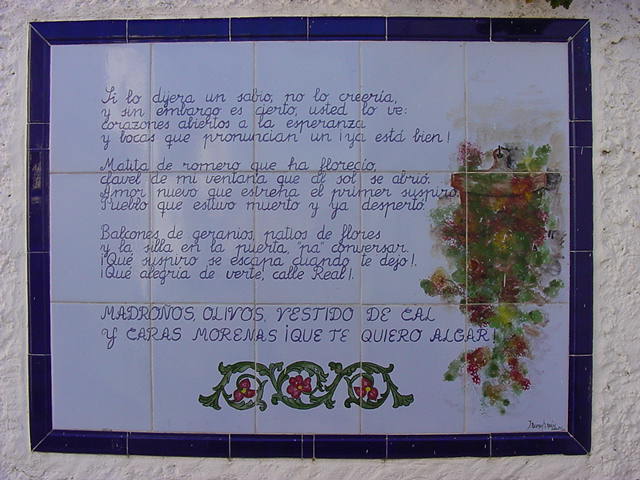 Si lo dijera un sabio, no lo creería,
y sin embargo es cierto, usted lo ve:
corazones abiertos a la esperanza
y bocas que pronuncian un ¡ya está bien!
Matita de romero que ha florecío,
clavel de mi ventana que al sol se abrió.
Amor nuevo que estrena el primer suspiro.
Pueblo que estuvo muerto y ya despertó.
Balcones de geranios, patios de flores
y la silla en la puerta, "pa" conversar.
¡Qué suspiro se escapa cuando te dejo!.
¡Qué alegría de verte, calle Real!.
MADROÑOS, OLIVOS, VESTIDO DE CAL
Y CARAS MORENAS ¡QUE TE QUIERO ALGAR!